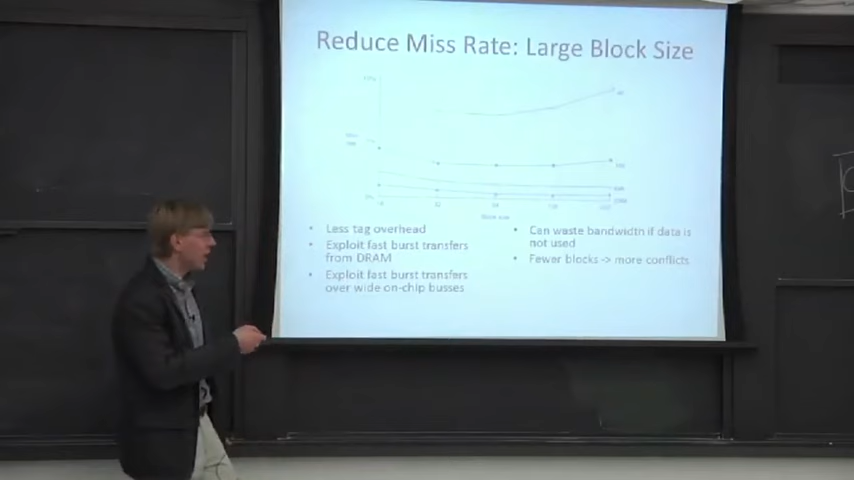 Reduce Miss Rate: Large Block Size
• Less tag overhead
• Exploit fast burst transfers
from DRAM
• Exploit fast burst transfers
over wide on-chip busses
• Can waste bandwidth if data is
not used
• Fewer blocks -> more conflicts